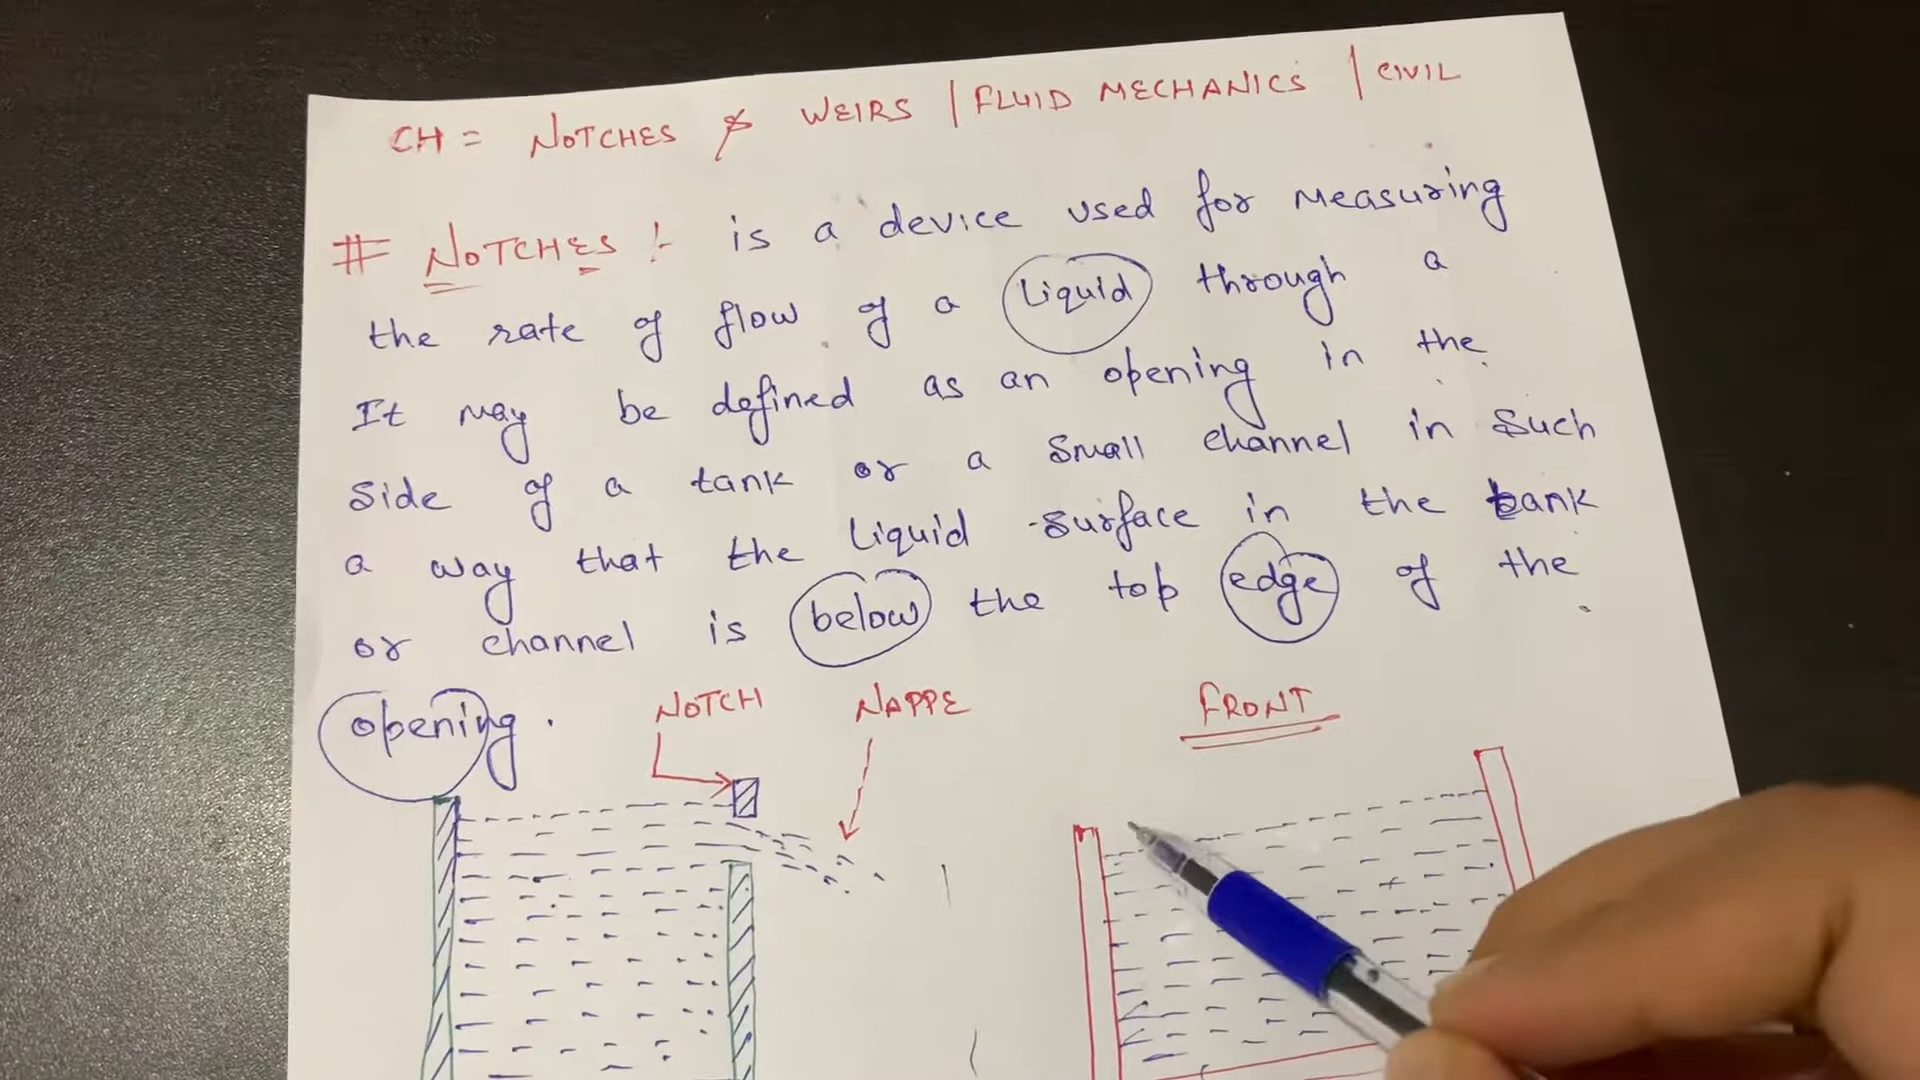 CH = NOTCHES & WEIRS | FLUID MECHANICS | CIVIL
# NOTCHES :- is a device used for measuring
the rate of flow of a liquid through a
It may be defined as an opening in the
side of a tank or a small channel in such
a way that the liquid surface in the tank
or channel is below the top edge of the
opening.
NOTCH NAPPE FRONT